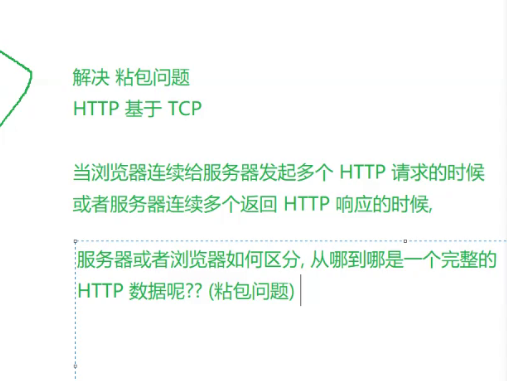 解决 粘包问题
HTTP 基于 TCP
当浏览器连续给服务器发起多个 HTTP 请求的时候
或者服务器连续多个返回 HTTP 响应的时候,
服务器或者浏览器如何区分, 从哪到哪是一个完整的
HTTP 数据呢?? (粘包问题)